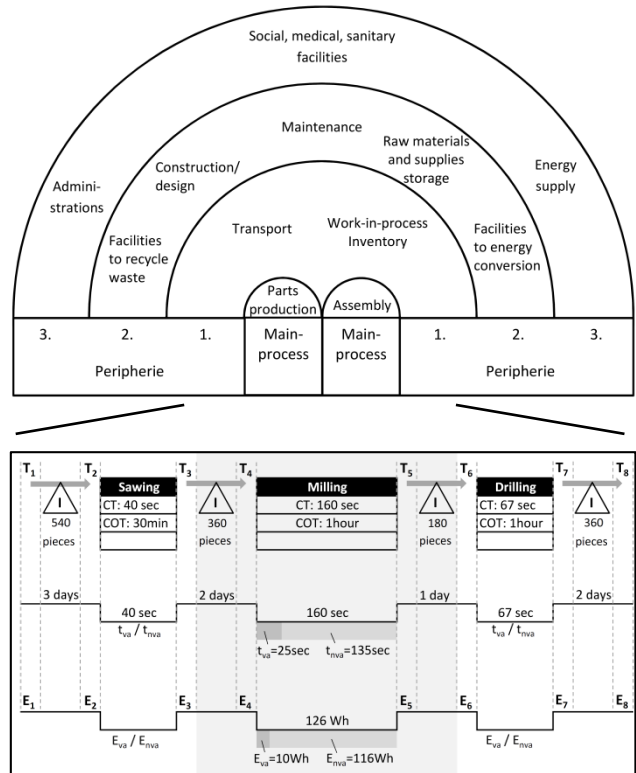 Social, medical, sanitary
facilities
Maintenance
Construction/
design
Raw materials
and supplies
storage
Admini-
strations
Energy
supply
Transport
Work-in-process
Inventory
Facilities
to recycle
waste
Facilities
to energy
conversion
Parts
production
Assembly
3. 2. 1. Main-
process Main-
process 1. 2. 3.
Peripherie Peripherie
T1 T2 T3 T4 T5 T6 T7 T8
Sawing Milling Drilling
I I I I
CT: 40 sec CT: 160 sec CT: 67 sec
COT: 30min COT: 1hour COT: 1hour
540
pieces
360
pieces
180
pieces
360
pieces
3 days 40 sec 2 days 160 sec 1 day 67 sec 2 days
tva / tnva tva / tnva
tva=25sec tnva=135sec
E1 E2 E3 E4 E5 E6 E7 E8
126 Wh
Eva / Enva Eva / Enva
Eva=10Wh Enva=116Wh